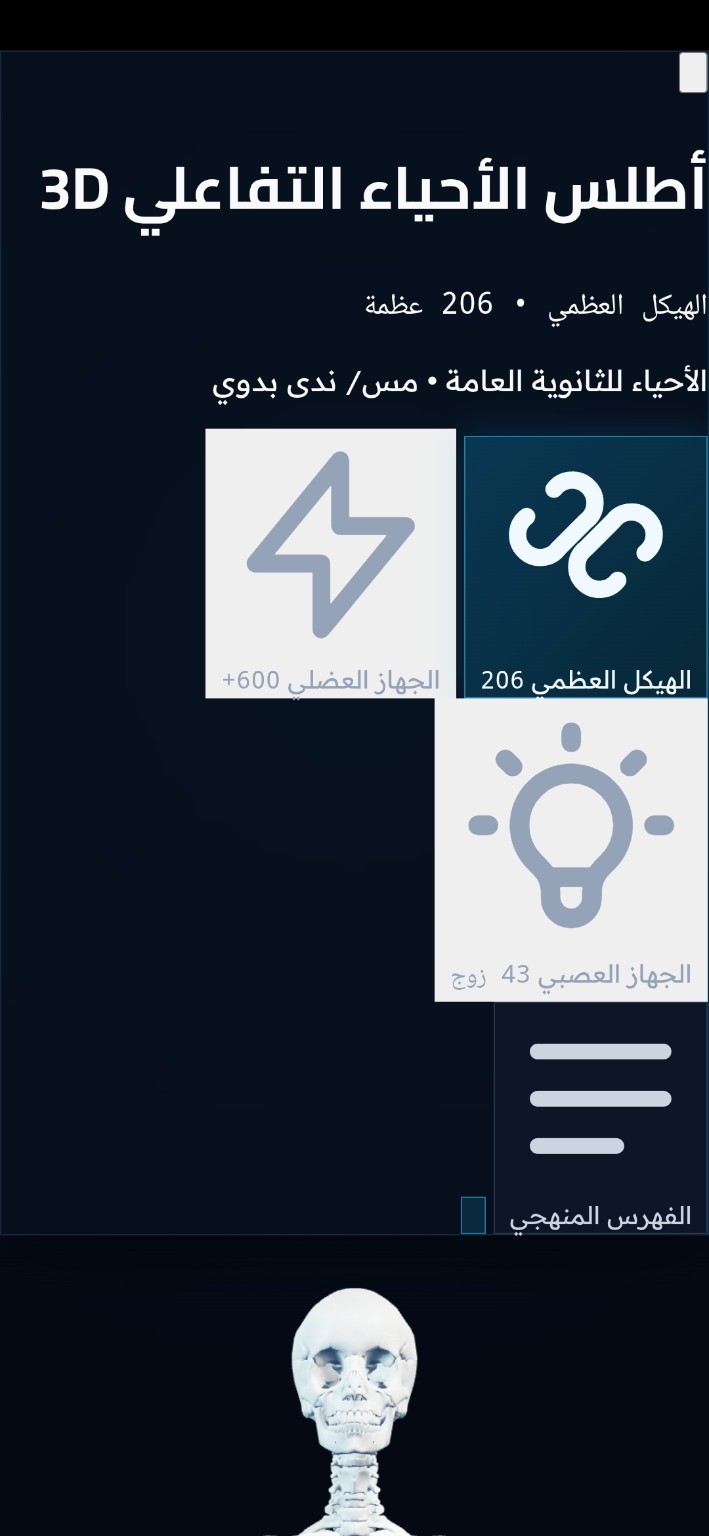 أطلس الأحياء التفاعلي 3D
الهيكل العظمي • 206 عظمة
الأحياء للثانوية العامة • مس/ ندى بدوي
الهيكل العظمي 206
الجهاز العضلي 600+
الجهاز العصبي 43 زوج
الفهرس المنهجي